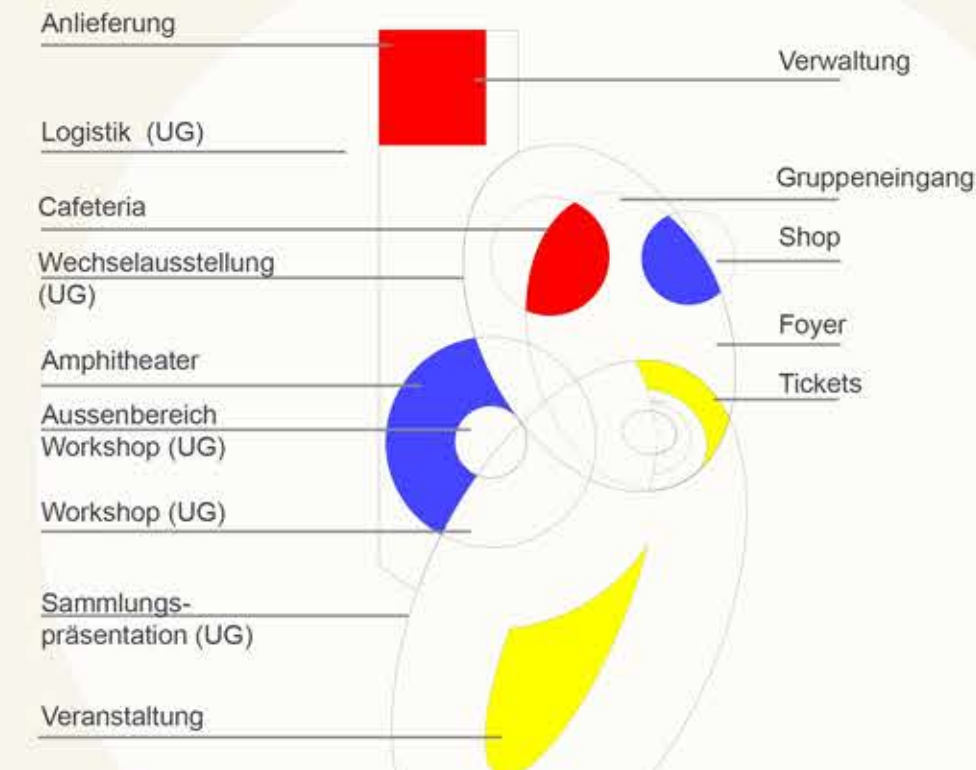 Anlieferung
Verwaltung
Logistik (UG)
Gruppeneingang
Cafeteria
Shop
Wechselausstellung
(UG)
Foyer
Amphitheater
Tickets
Aussenbereich
Workshop (UG)
Workshop (UG)
Sammlungs-
präsentation (UG)
Veranstaltung